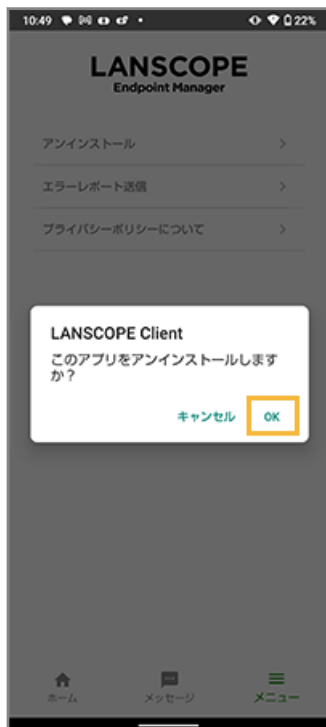 10:49
22%
LANSCOPE
Endpoint Manager
アンインストール
エラーレポート送信
プライバシーポリシーについて
LANSCOPE Client
このアプリをアンインストールします
か？
キャンセル OK
ホーム メッセージ メニュー